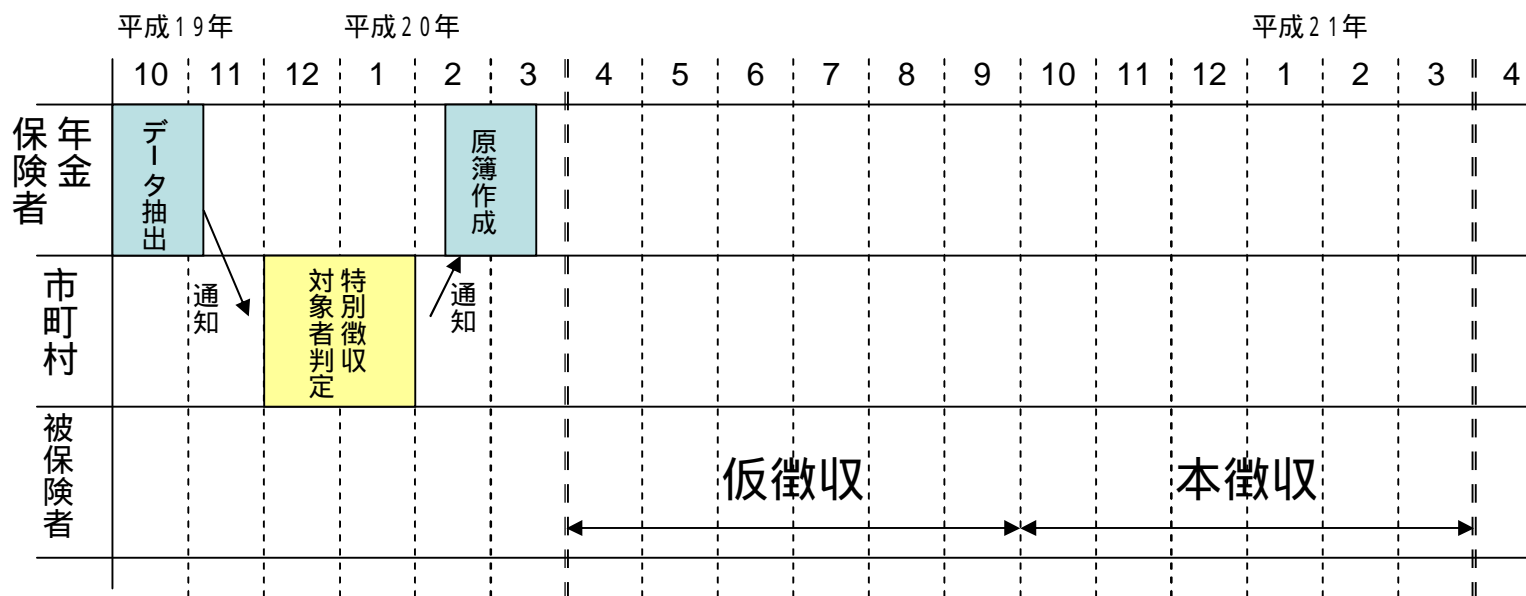 平成19年 平成20年 平成21年
10 11 12 1 2 3 4 5 6 7 8 9 10 11 12 1 2 3 4
年金
保険者
データ抽出
原簿作成
市町村
通知
特別徴収
対象者判定
通知
被保険者
仮徴収
本徴収